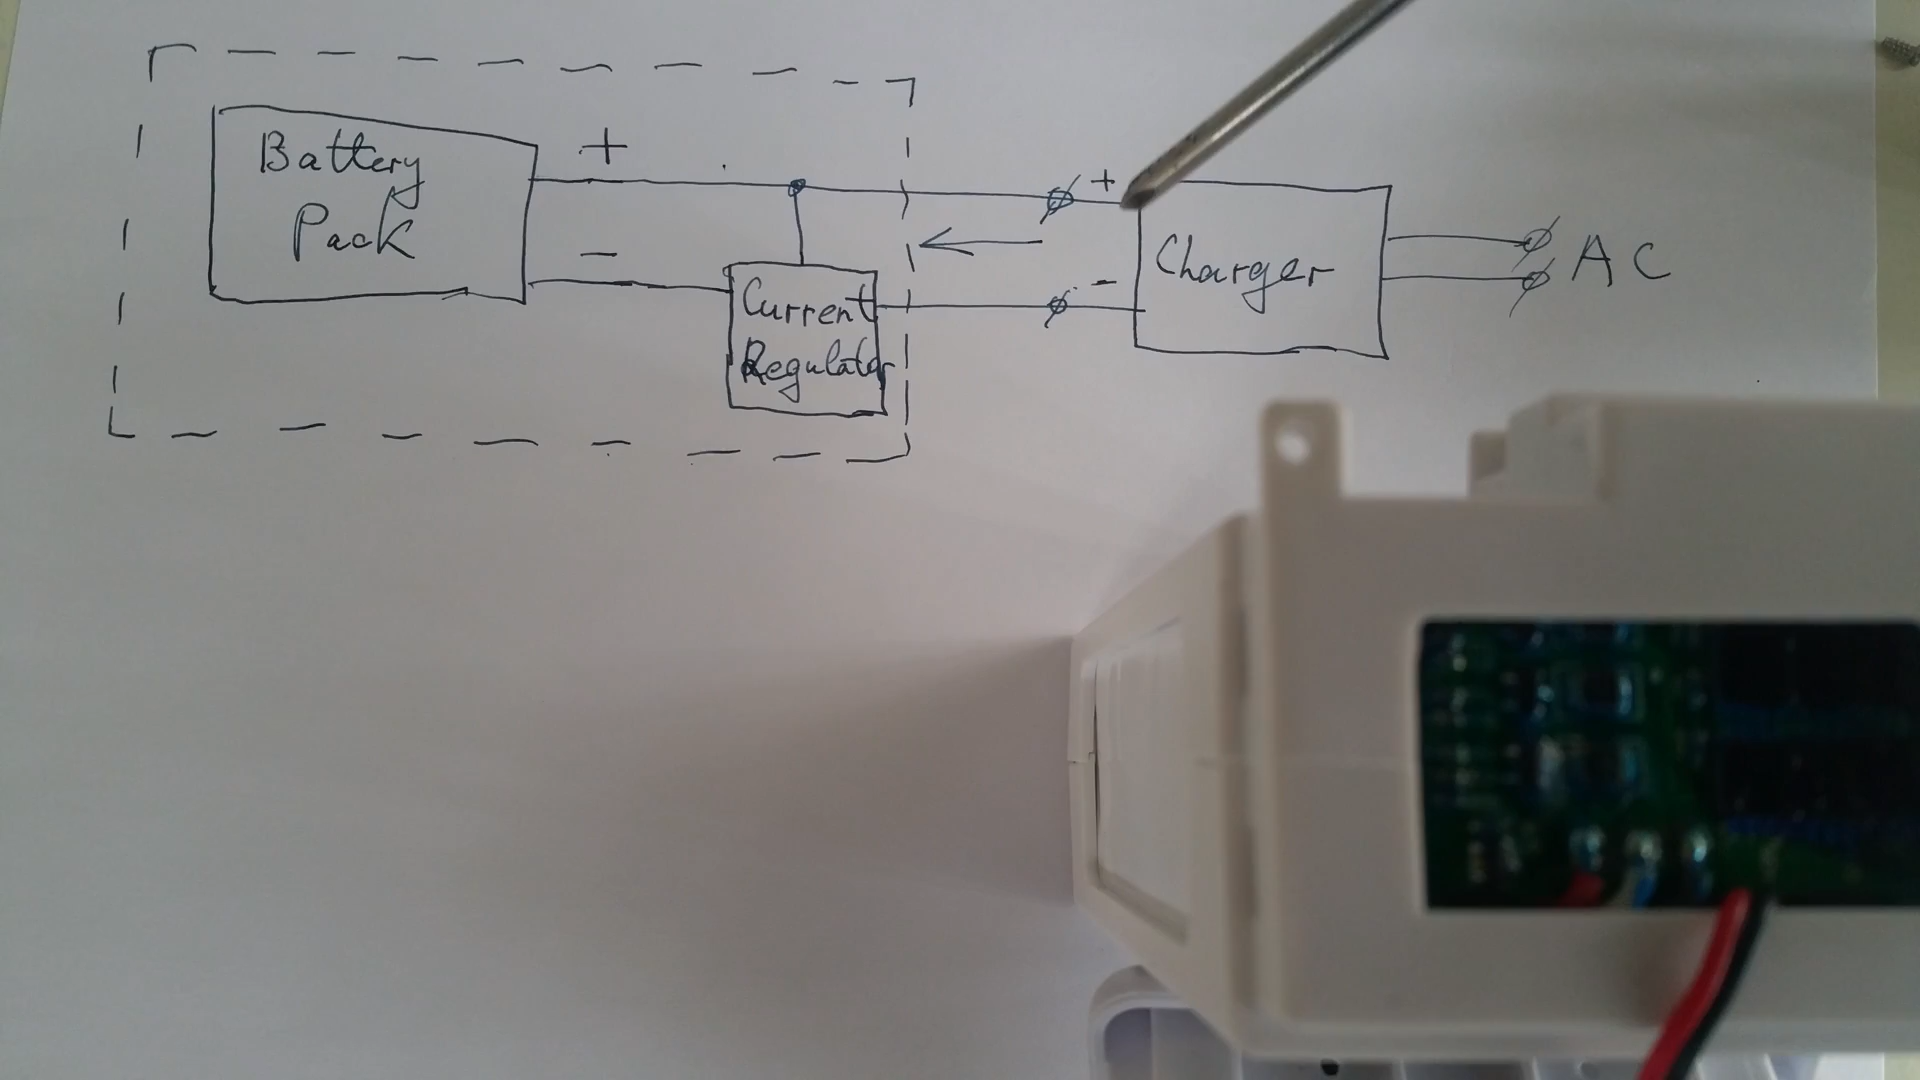 Battery
Pack
+
-
Current
Regulator
+
-
Charger
AC